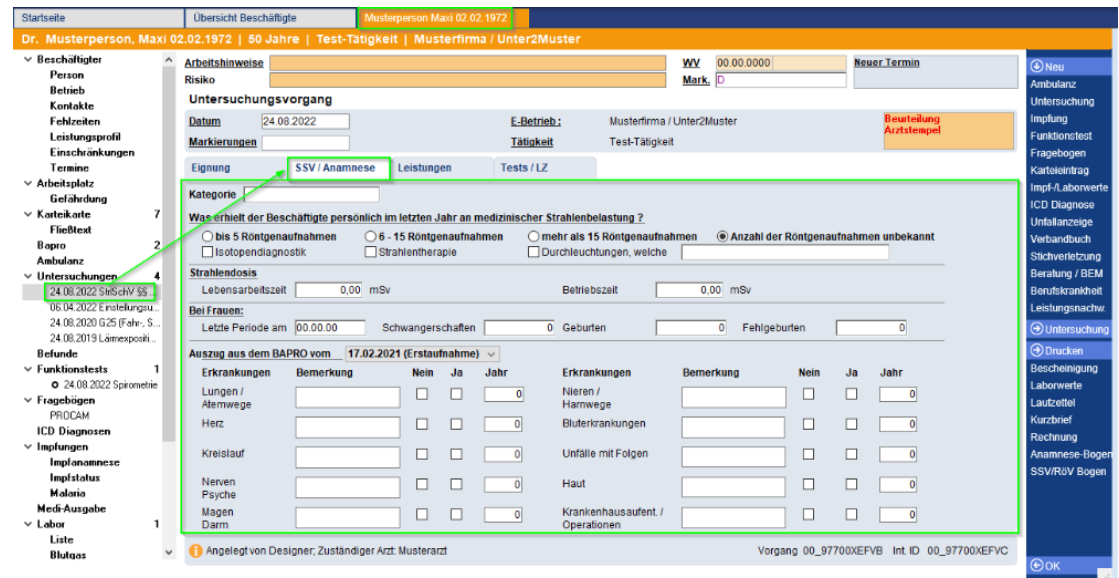 Startseite
Übersicht Beschäftigte
Musterperson Maxi 02.02.1972
Dr. Musterperson, Maxi 02.02.1972 | 50 Jahre | Test-Tätigkeit | Musterfirma / Unter2Muster
Beschäftigter
Person
Betrieb
Kontakte
Fehlzeiten
Leistungsprofil
Einschränkungen
Termine
Arbeitsplatz
Gefährdung
Karteikarte 7
Fließtext
Bapro 2
Ambulanz
Untersuchungen 4
24.08.2022 StrlSchV §§ ...
06.04.2022 Einstellungsu...
24.08.2020 G25 (Fahr-, S...
24.08.2019 Lärmexpositi...
Befunde
Funktionstests 1
24.08.2022 Spirometrie
Fragebögen
PROCAM
ICD Diagnosen
Impfungen
Impfanamnese
Impfstatus
Malaria
Medi-Ausgabe
Labor 1
Liste
Blutgas
Arbeitshinweise
WV 00.00.0000
Neuer Termin
Risiko
Mark. D
Untersuchungsvorgang
Datum 24.08.2022
E-Betrieb : Musterfirma / Unter2Muster
Beurteilung
Arztstempel
Markierungen
Tätigkeit Test-Tätigkeit
Eignung SSV / Anamnese Leistungen Tests / LZ
Kategorie
Was erhielt der Beschäftigte persönlich im letzten Jahr an medizinischer Strahlenbelastung ?
bis 5 Röntgenaufnahmen 6 - 15 Röntgenaufnahmen mehr als 15 Röntgenaufnahmen Anzahl der Röntgenaufnahmen unbekannt
Isotopendiagnostik Strahlentherapie Durchleuchtungen, welche
Strahlendosis
Lebensarbeitszeit 0,00 mSv Betriebszeit 0,00 mSv
Bei Frauen:
Letzte Periode am 00.00.00 Schwangerschaften 0 Geburten 0 Fehlgeburten 0
Auszug aus dem BAPRO vom 17.02.2021 (Erstaufnahme)
Erkrankungen Bemerkung Nein Ja Jahr Erkrankungen Bemerkung Nein Ja Jahr
Lungen / Atemwege 0 Nieren / Harnwege 0
Herz 0 Bluterkrankungen 0
Kreislauf 0 Unfälle mit Folgen 0
Nerven Psyche 0 Haut 0
Magen Darm 0 Krankenhausaufent. / Operationen 0
Angelegt von Designer; Zuständiger Arzt: Musterarzt
Vorgang 00_97700XEFVB Int. ID 00_97700XEFVC
Neu
Ambulanz
Untersuchung
Impfung
Funktionstest
Fragebogen
Karteieintrag
Impf-/Laborwerte
ICD Diagnose
Unfallanzeige
Verbandbuch
Stichverletzung
Beratung / BEM
Berufskrankheit
Leistungsnachw.
Untersuchung
Drucken
Bescheinigung
Laborwerte
Laufzettel
Kurzbrief
Rechnung
Anamnese-Bogen
SSV/RöV Bogen
OK